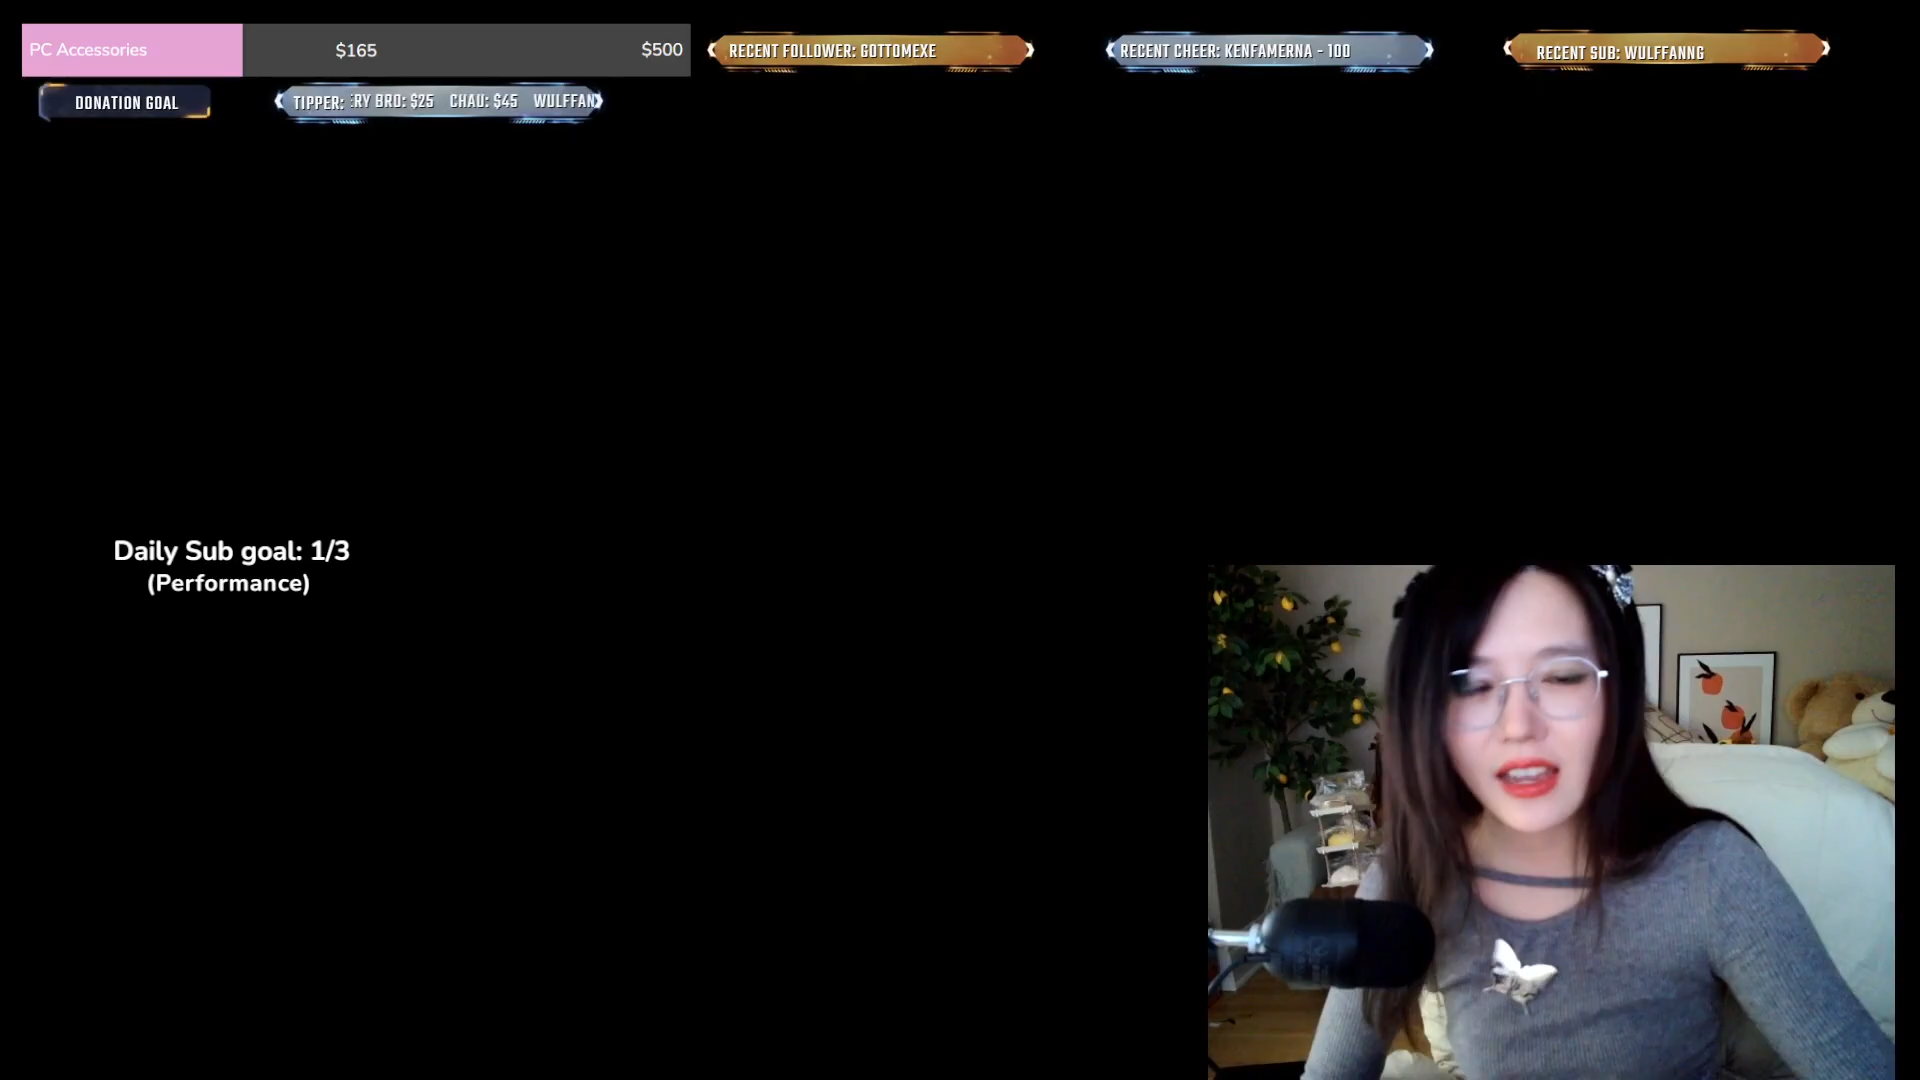 PC Accessories $165 $500
RECENT FOLLOWER: GOTTOMEXE
RECENT CHEER: KENFAMERNA - 100
RECENT SUB: WULFFANNG
DONATION GOAL
TIPPER: RY BRO: $25 CHAU: $45 WULFFAN
Daily Sub goal: 1/3
(Performance)